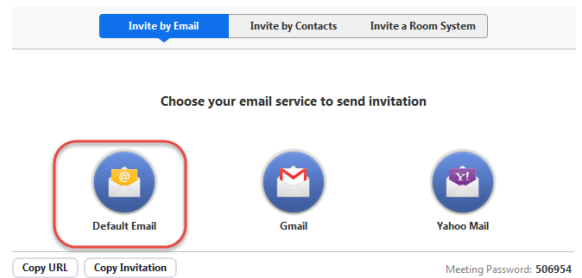 Invite by Email Invite by Contacts Invite a Room System
Choose your email service to send invitation
@ Y!
Default Email Gmail Yahoo Mail
Copy URL Copy Invitation Meeting Password: 506954